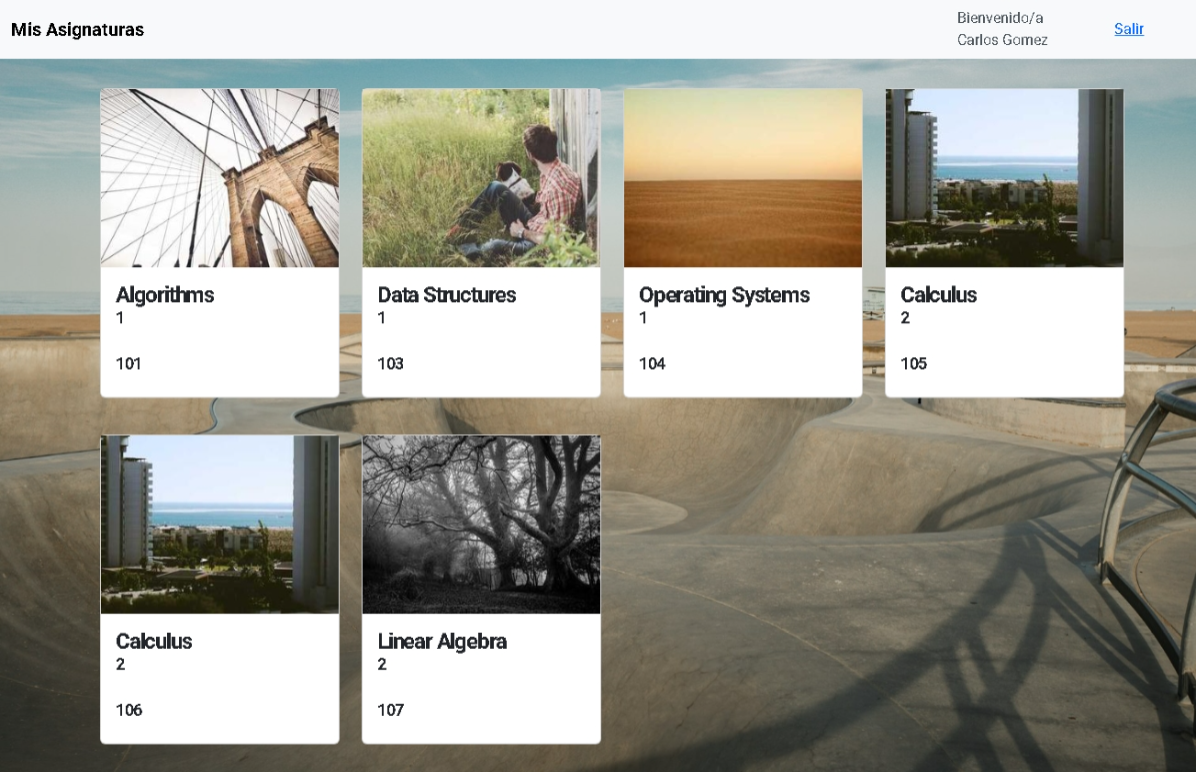 Mis Asignaturas
Bienvenido/a
Carlos Gomez
Salir
Algorithms
1
101
Data Structures
1
103
Operating Systems
1
104
Calculus
2
105
Calculus
2
106
Linear Algebra
2
107